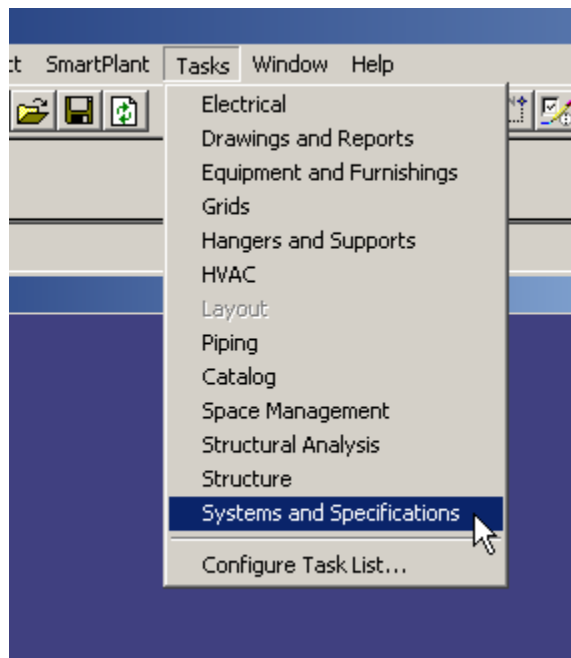 SmartPlant Tasks Window Help
Electrical
Drawings and Reports
Equipment and Furnishings
Grids
Hangers and Supports
HVAC
Layout
Piping
Catalog
Space Management
Structural Analysis
Structure
Systems and Specifications
Configure Task List...